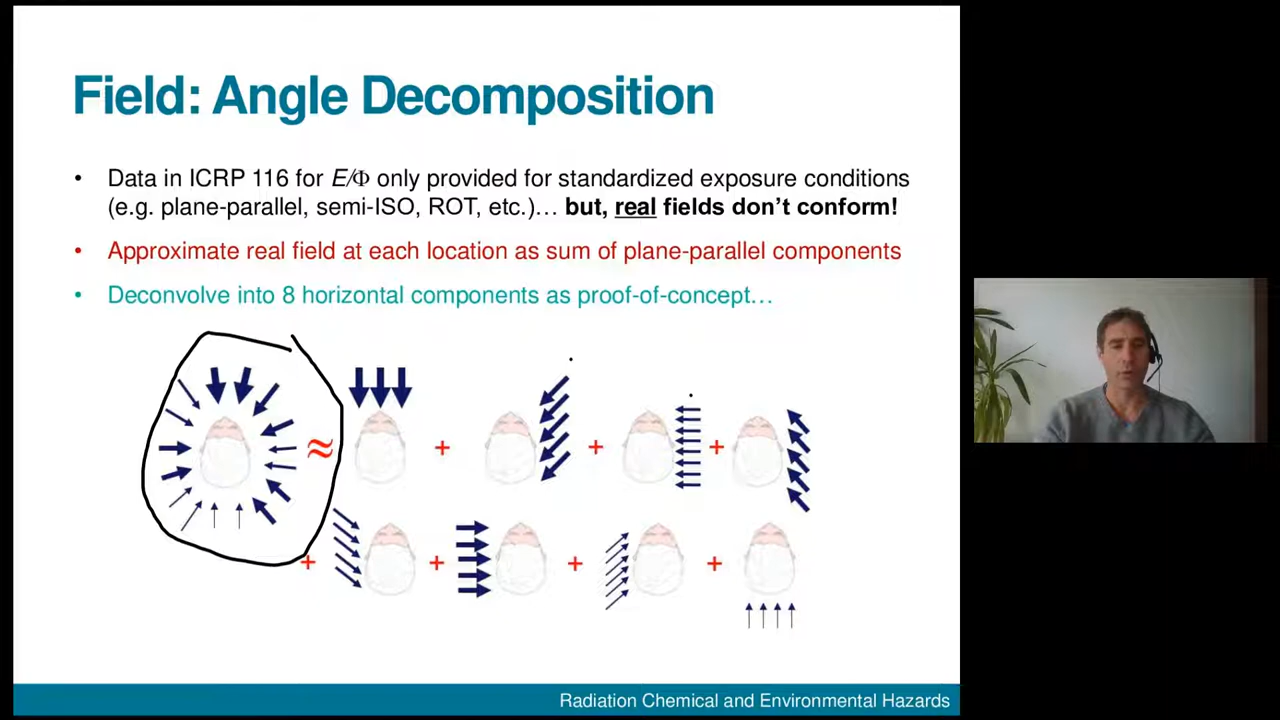 Field: Angle Decomposition
• Data in ICRP 116 for E/Φ only provided for standardized exposure conditions
(e.g. plane-parallel, semi-ISO, ROT, etc.)… but, real fields don’t conform!
• Approximate real field at each location as sum of plane-parallel components
• Deconvolve into 8 horizontal components as proof-of-concept…
≈ + + +
+ + + +
Radiation Chemical and Environmental Hazards